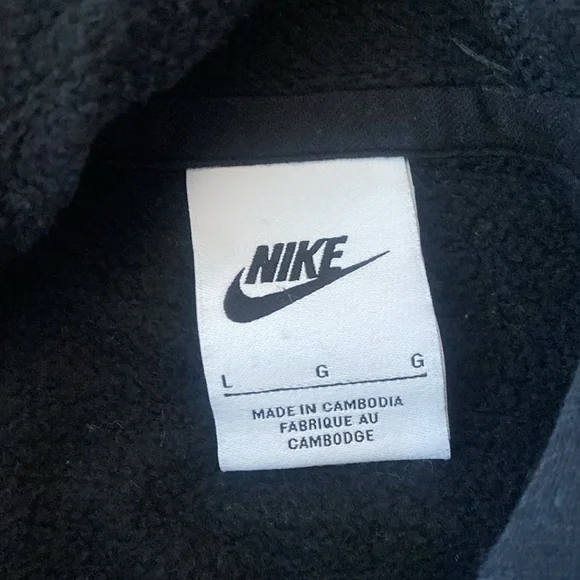 NIKE
L G G
MADE IN CAMBODIA
FABRIQUE AU
CAMBODGE